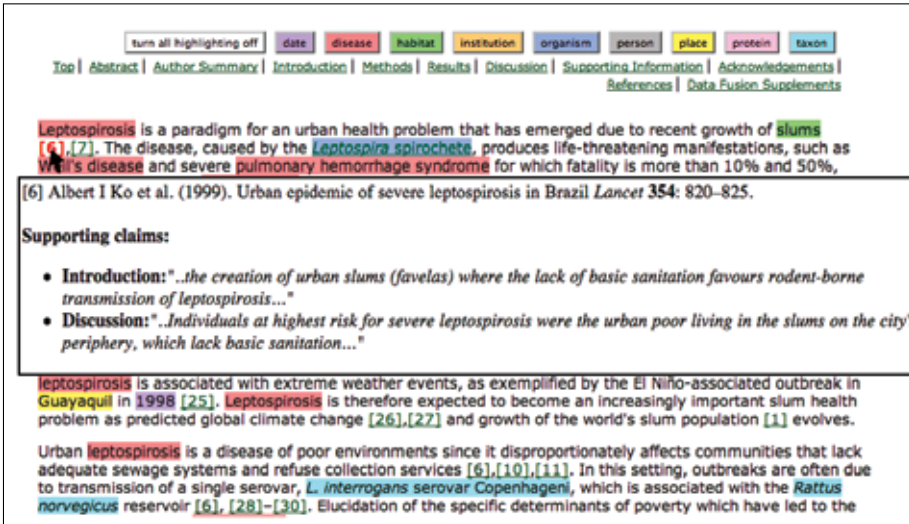 turn all highlighting off date disease habitat institution organism person place protein taxon
Top | Abstract | Author Summary | Introduction | Methods | Results | Discussion | Supporting Information | Acknowledgements |
References | Data Fusion Supplements
Leptospirosis is a paradigm for an urban health problem that has emerged due to recent growth of slums
[6],[7]. The disease, caused by the Leptospira spirochete, produces life-threatening manifestations, such as
Weil's disease and severe pulmonary hemorrhage syndrome for which fatality is more than 10% and 50%,
[6] Albert I Ko et al. (1999). Urban epidemic of severe leptospirosis in Brazil Lancet 354: 820–825.
Supporting claims:
• Introduction:"..the creation of urban slums (favelas) where the lack of basic sanitation favours rodent-borne
transmission of leptospirosis..."
• Discussion:"..Individuals at highest risk for severe leptospirosis were the urban poor living in the slums on the city'
periphery, which lack basic sanitation..."
leptospirosis is associated with extreme weather events, as exemplified by the El Niño-associated outbreak in
Guayaquil in 1998 [25]. Leptospirosis is therefore expected to become an increasingly important slum health
problem as predicted global climate change [26],[27] and growth of the world's slum population [1] evolves.
Urban leptospirosis is a disease of poor environments since it disproportionately affects communities that lack
adequate sewage systems and refuse collection services [6],[10],[11]. In this setting, outbreaks are often due
to transmission of a single serovar, L. interrogans serovar Copenhageni, which is associated with the Rattus
norvegicus reservoir [6], [28]–[30]. Elucidation of the specific determinants of poverty which have led to the